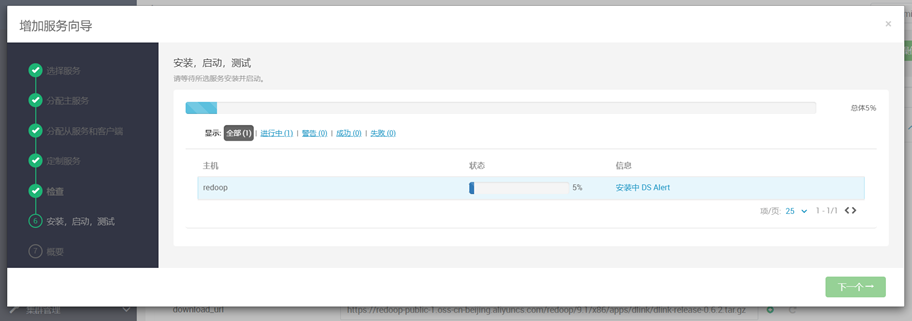 增加服务向导
×
选择服务
分配主服务
分配从服务和客户端
定制服务
检查
6 安装，启动，测试
7 概要
安装，启动，测试
请等待所选服务安装并启动。
总体5%
显示: 全部 (1) | 进行中 (1) | 警告 (0) | 成功 (0) | 失败 (0)
主机 状态 信息
redoop 5% 安装中 DS Alert
项/页: 25 1 - 1/1
下一个 →
集群管理
download_url https://redoop-public-1.oss-cn-beijing.aliyuncs.com/redoop/9.1/x86/apps/dlink/dlink-release-0.6.2.tar.gz